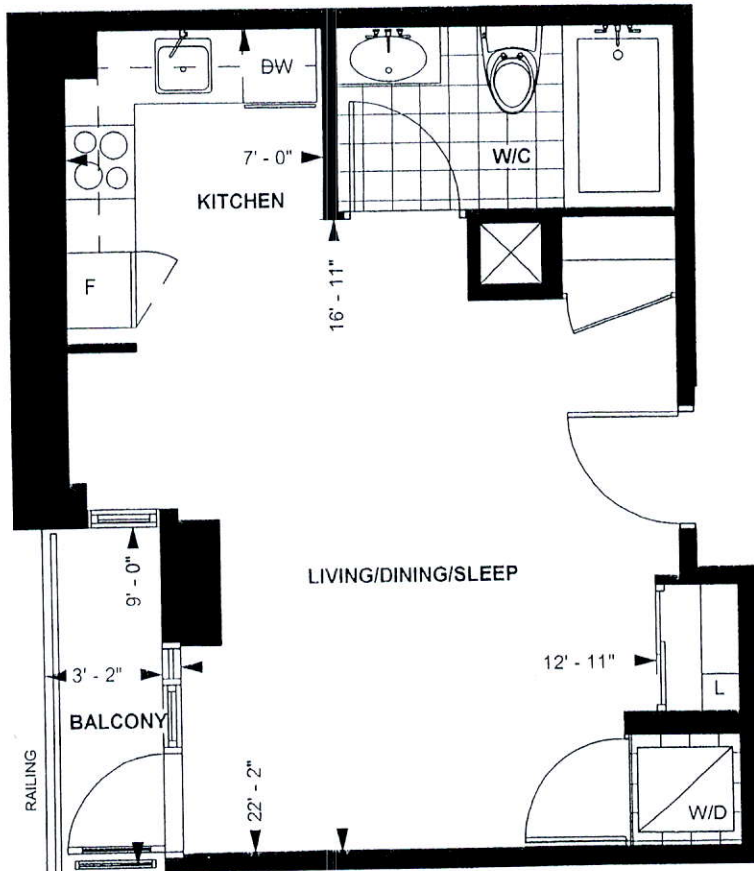 DW
7' - 0"
W/C
KITCHEN
F
16' - 11"
9' - 0"
LIVING/DINING/SLEEP
12' - 11"
3' - 2"
L
BALCONY
RAILING
22' - 2"
W/D